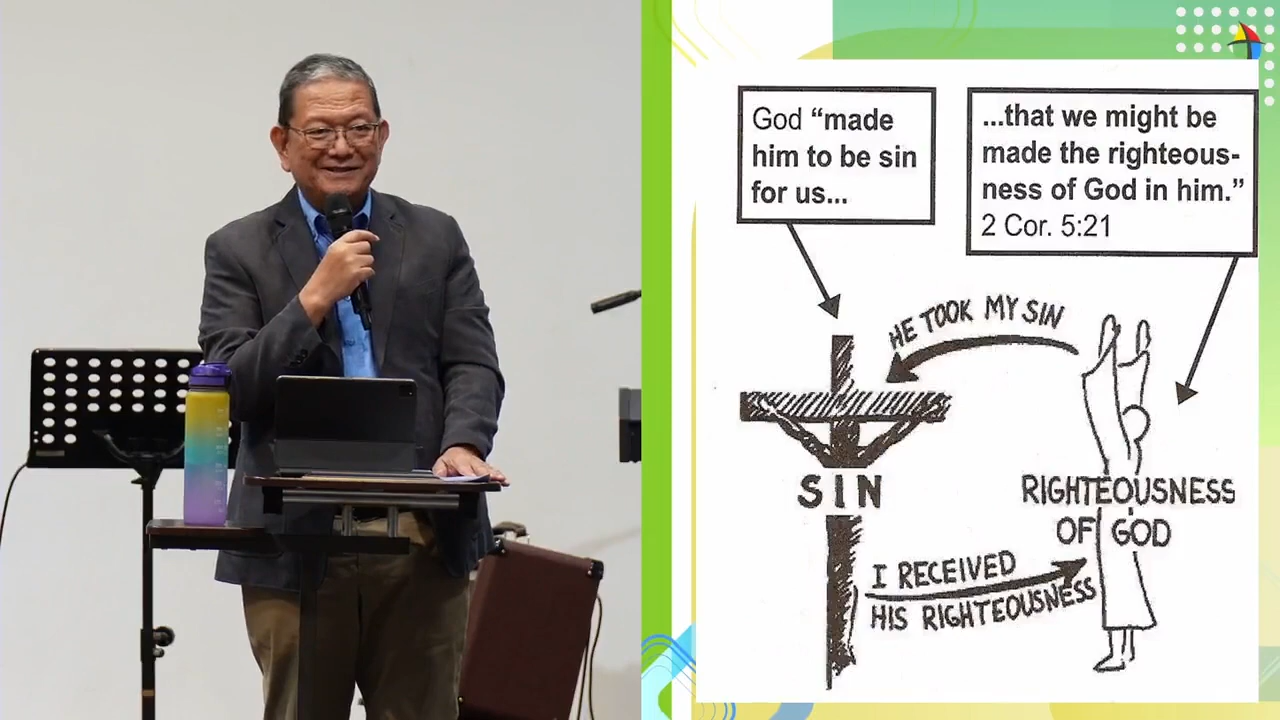 God “made
him to be sin
for us...
...that we might be
made the righteous-
ness of God in him.”
2 Cor. 5:21
HE TOOK MY SIN
SIN
RIGHTEOUSNESS
OF GOD
I RECEIVED
HIS RIGHTEOUSNESS